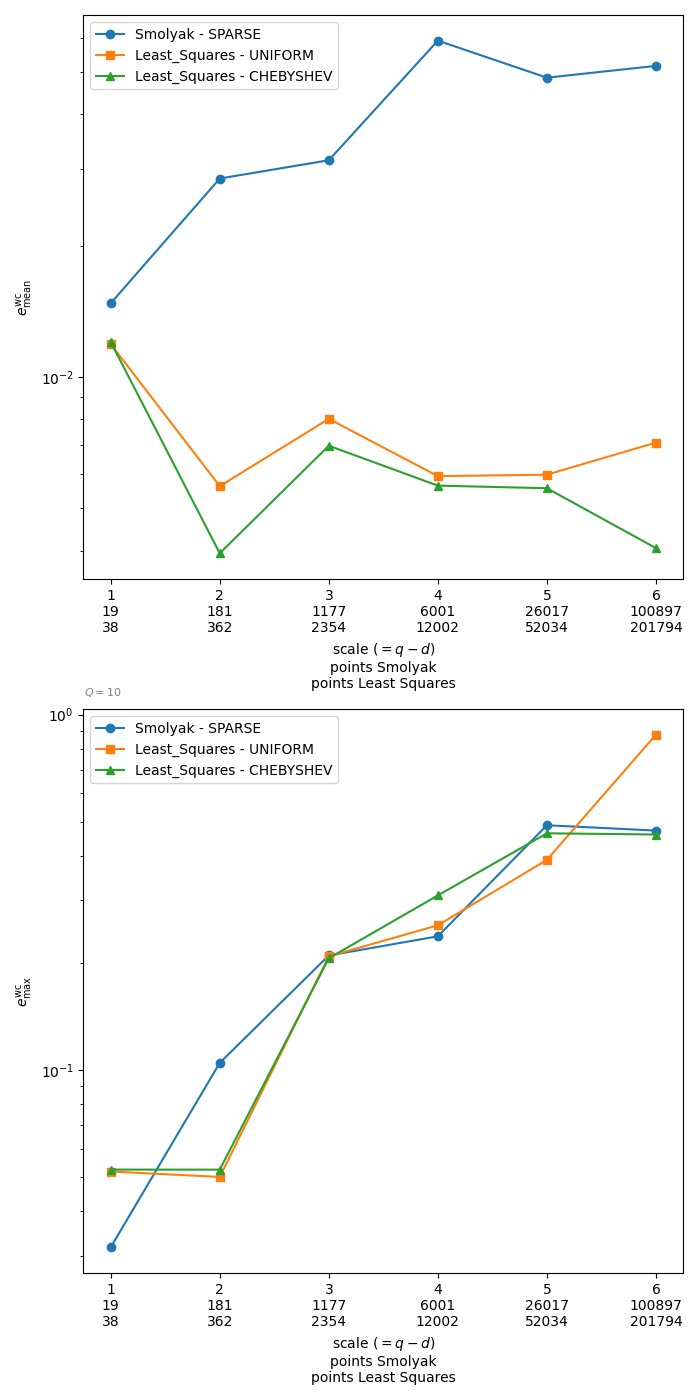 Smolyak - SPARSE
Least_Squares - UNIFORM
Least_Squares - CHEBYSHEV
e^wc_mean
10^−2
1 2 3 4 5 6
19 181 1177 6001 26017 100897
38 362 2354 12002 52034 201794
scale (= q − d)
points Smolyak
points Least Squares
Q = 10
10^0
Smolyak - SPARSE
Least_Squares - UNIFORM
Least_Squares - CHEBYSHEV
e^wc_max
10^−1
1 2 3 4 5 6
19 181 1177 6001 26017 100897
38 362 2354 12002 52034 201794
scale (= q − d)
points Smolyak
points Least Squares